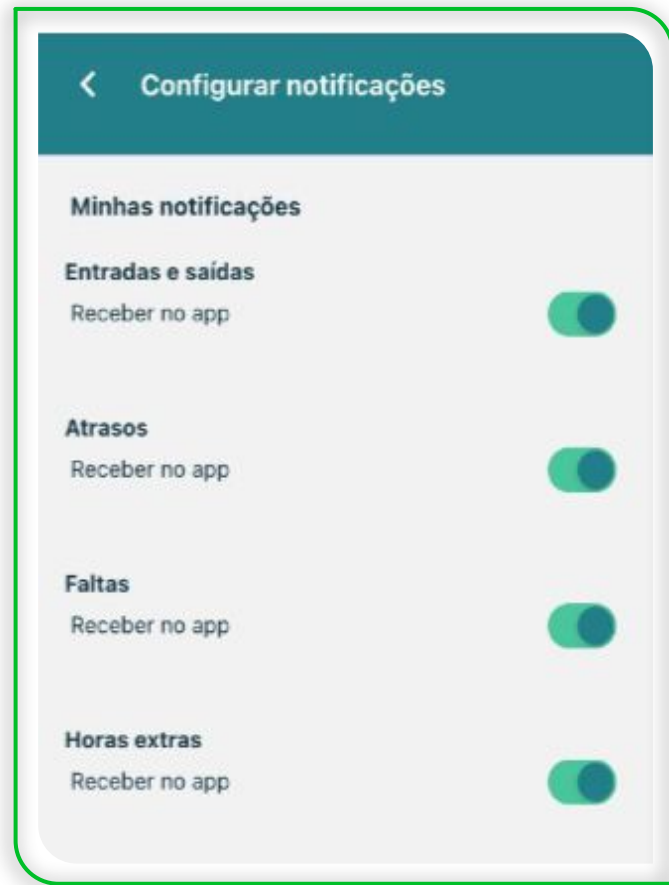 Configurar notificações
Minhas notificações
Entradas e saídas
Receber no app
Atrasos
Receber no app
Faltas
Receber no app
Horas extras
Receber no app